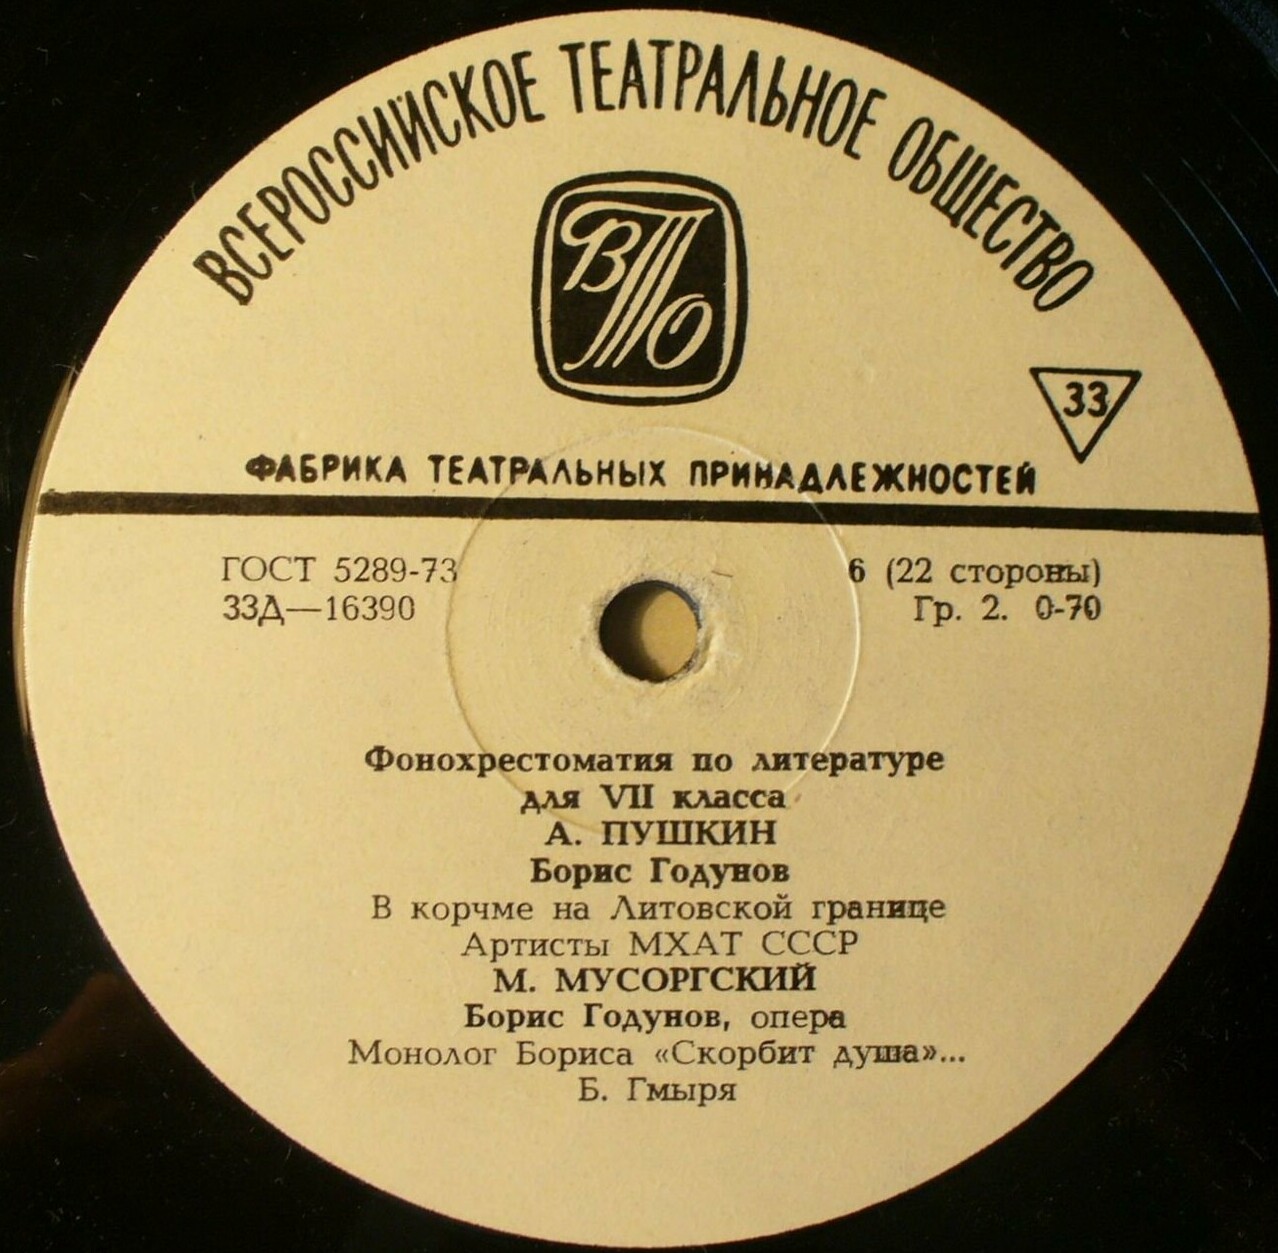 ВСЕРОССИЙСКОЕ ТЕАТРАЛЬНОЕ ОБЩЕСТВО
ВТО
33
ФАБРИКА ТЕАТРАЛЬНЫХ ПРИНАДЛЕЖНОСТЕЙ
ГОСТ 5289-73 6 (22 стороны)
33Д—16390 Гр. 2. 0-70
Фонохрестоматия по литературе
для VII класса
А. ПУШКИН
Борис Годунов
В корчме на Литовской границе
Артисты МХАТ СССР
М. МУСОРГСКИЙ
Борис Годунов, опера
Монолог Бориса «Скорбит душа»...
Б. Гмыря